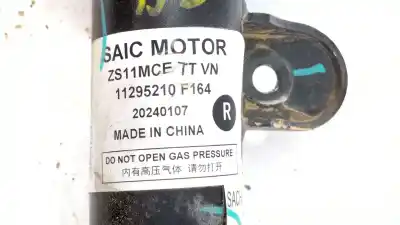 SAIC MOTOR
ZS11MCE TT VN
11295210 F164
20240107
R
MADE IN CHINA
DO NOT OPEN GAS PRESSURE
内有高压气体 请勿打开
SACH